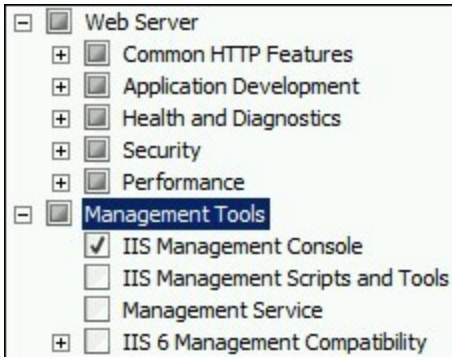 Web Server
Common HTTP Features
Application Development
Health and Diagnostics
Security
Performance
Management Tools
IIS Management Console
IIS Management Scripts and Tools
Management Service
IIS 6 Management Compatibility